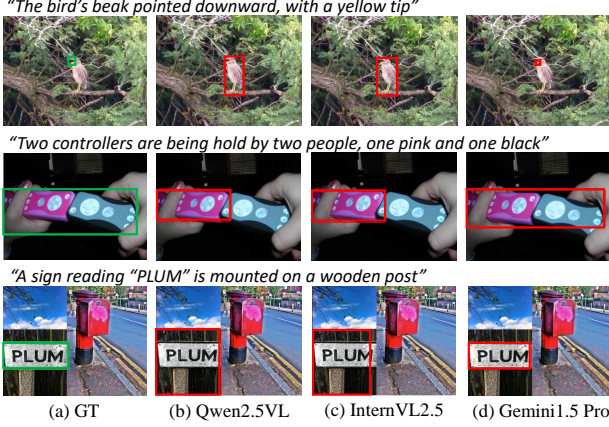 "The bird's beak pointed downward, with a yellow tip"
"Two controllers are being hold by two people, one pink and one black"
"A sign reading "PLUM" is mounted on a wooden post"
PLUM PLUM PLUM PLUM
(a) GT (b) Qwen2.5VL (c) InternVL2.5 (d) Gemini1.5 Pro